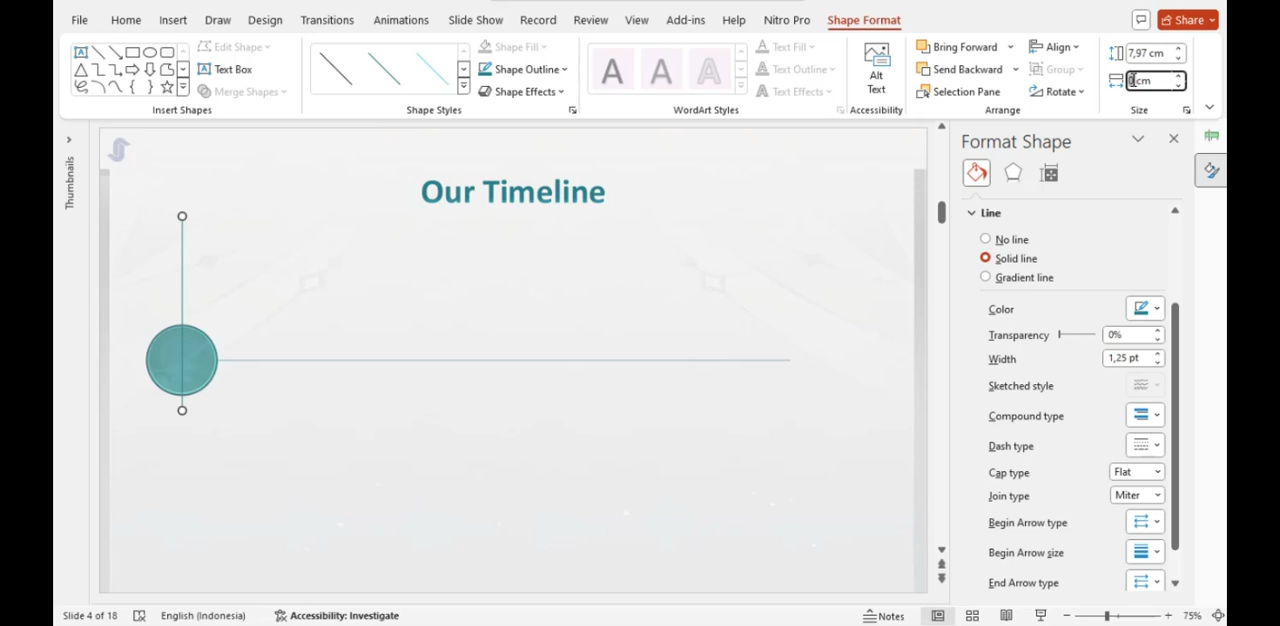 File Home Insert Draw Design Transitions Animations Slide Show Record Review View Add-ins Help Nitro Pro Shape Format Share
Edit Shape
Text Box
Merge Shapes
Insert Shapes
Shape Fill
Shape Outline
Shape Effects
Shape Styles
A A A
Text Fill
Text Outline
Text Effects
WordArt Styles
Alt
Text
Accessibility
Bring Forward
Send Backward
Selection Pane
Align
Group
Rotate
Arrange
7,97 cm
0 cm
Size
Thumbnails
Our Timeline
Format Shape
Line
No line
Solid line
Gradient line
Color
Transparency 0%
Width 1,25 pt
Sketched style
Compound type
Dash type
Cap type Flat
Join type Miter
Begin Arrow type
Begin Arrow size
End Arrow type
Slide 4 of 18 English (Indonesia) Accessibility: Investigate Notes 75%